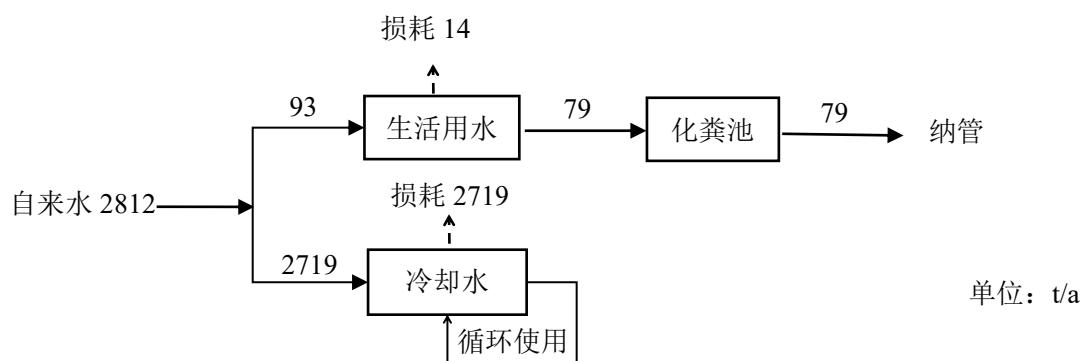 损耗 14
93
生活用水
79
化粪池
79
纳管
自来水 2812
损耗 2719
2719
冷却水
单位：t/a
循环使用